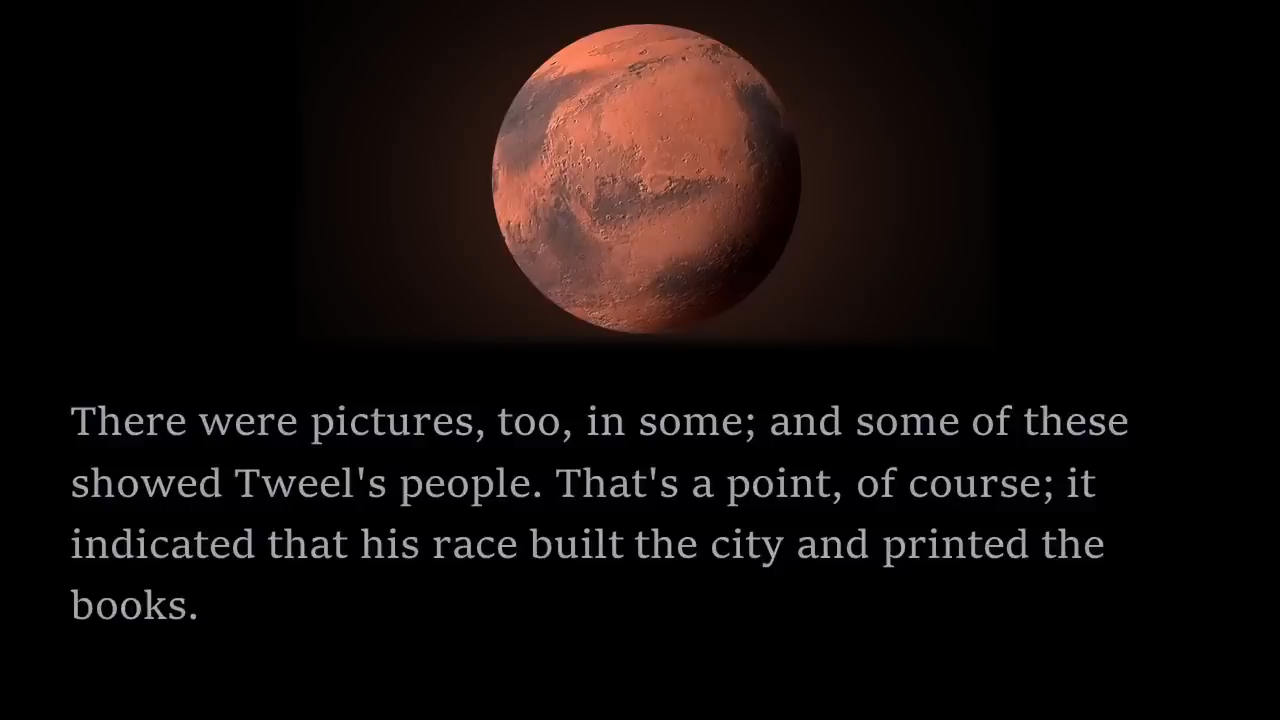 There were pictures, too, in some; and some of these
showed Tweel's people. That's a point, of course; it
indicated that his race built the city and printed the
books.